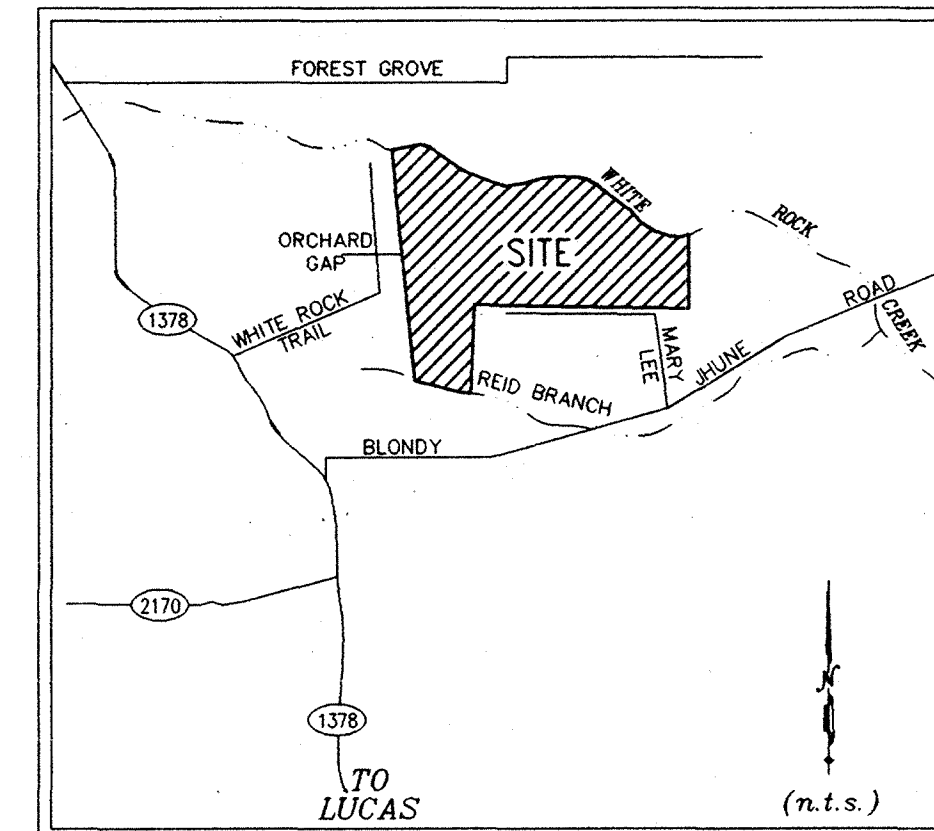 FOREST GROVE
WHITE
ROCK
CREEK
ORCHARD
GAP
SITE
WHITE ROCK
TRAIL
1378
MARY
LEE
REID BRANCH
BLONDY
JHUNE
ROAD
2170
1378
TO
LUCAS
N
(n.t.s.)